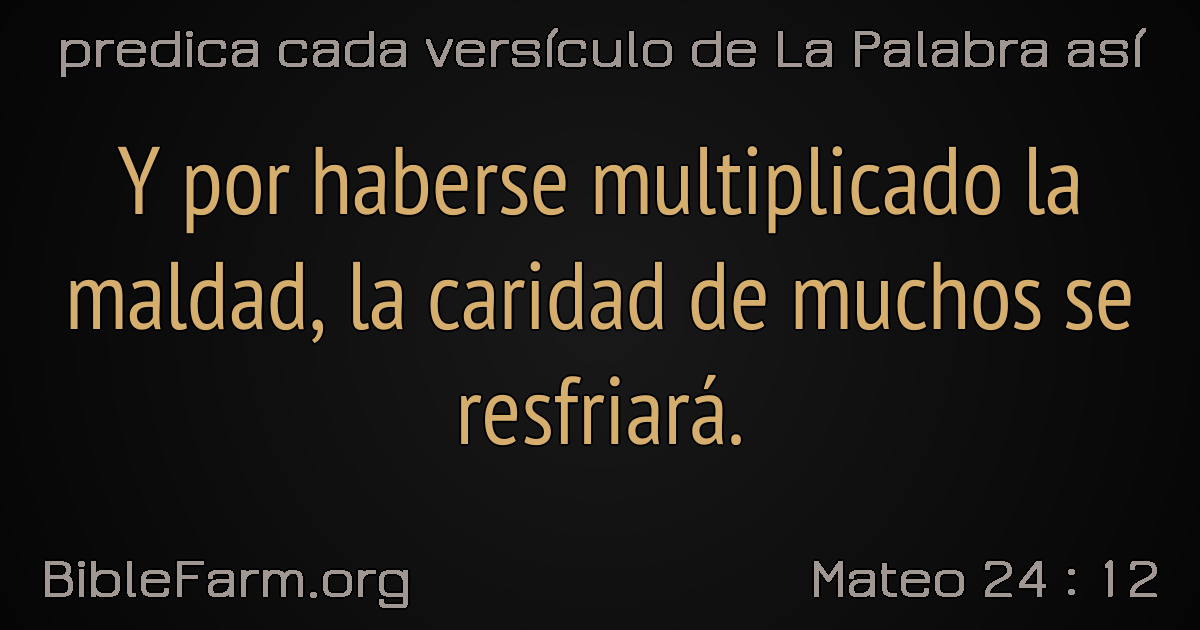 predica cada versículo de La Palabra así
Y por haberse multiplicado la
maldad, la caridad de muchos se
resfriará.
BibleFarm.org
Mateo 24 : 12